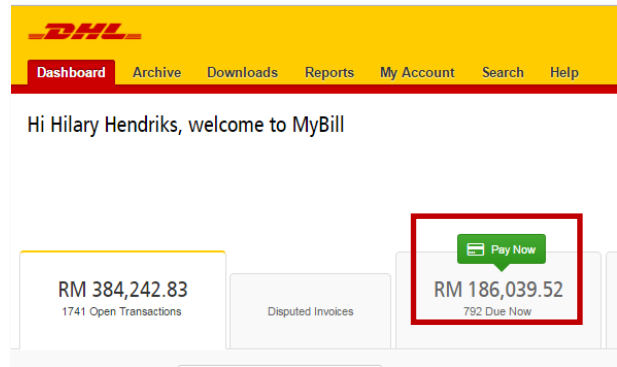 DHL
Dashboard Archive Downloads Reports My Account Search Help
Hi Hilary Hendriks, welcome to MyBill
Pay Now
RM 384,242.83
1741 Open Transactions
Disputed Invoices
RM 186,039.52
792 Due Now